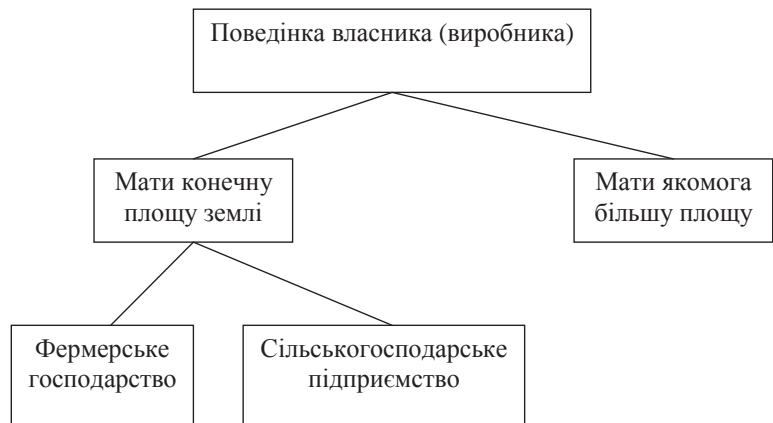 Поведінка власника (виробника)
Мати конечну
площу землі
Мати якомога
більшу площу
Фермерське
господарство
Сільськогосподарське
підприємство